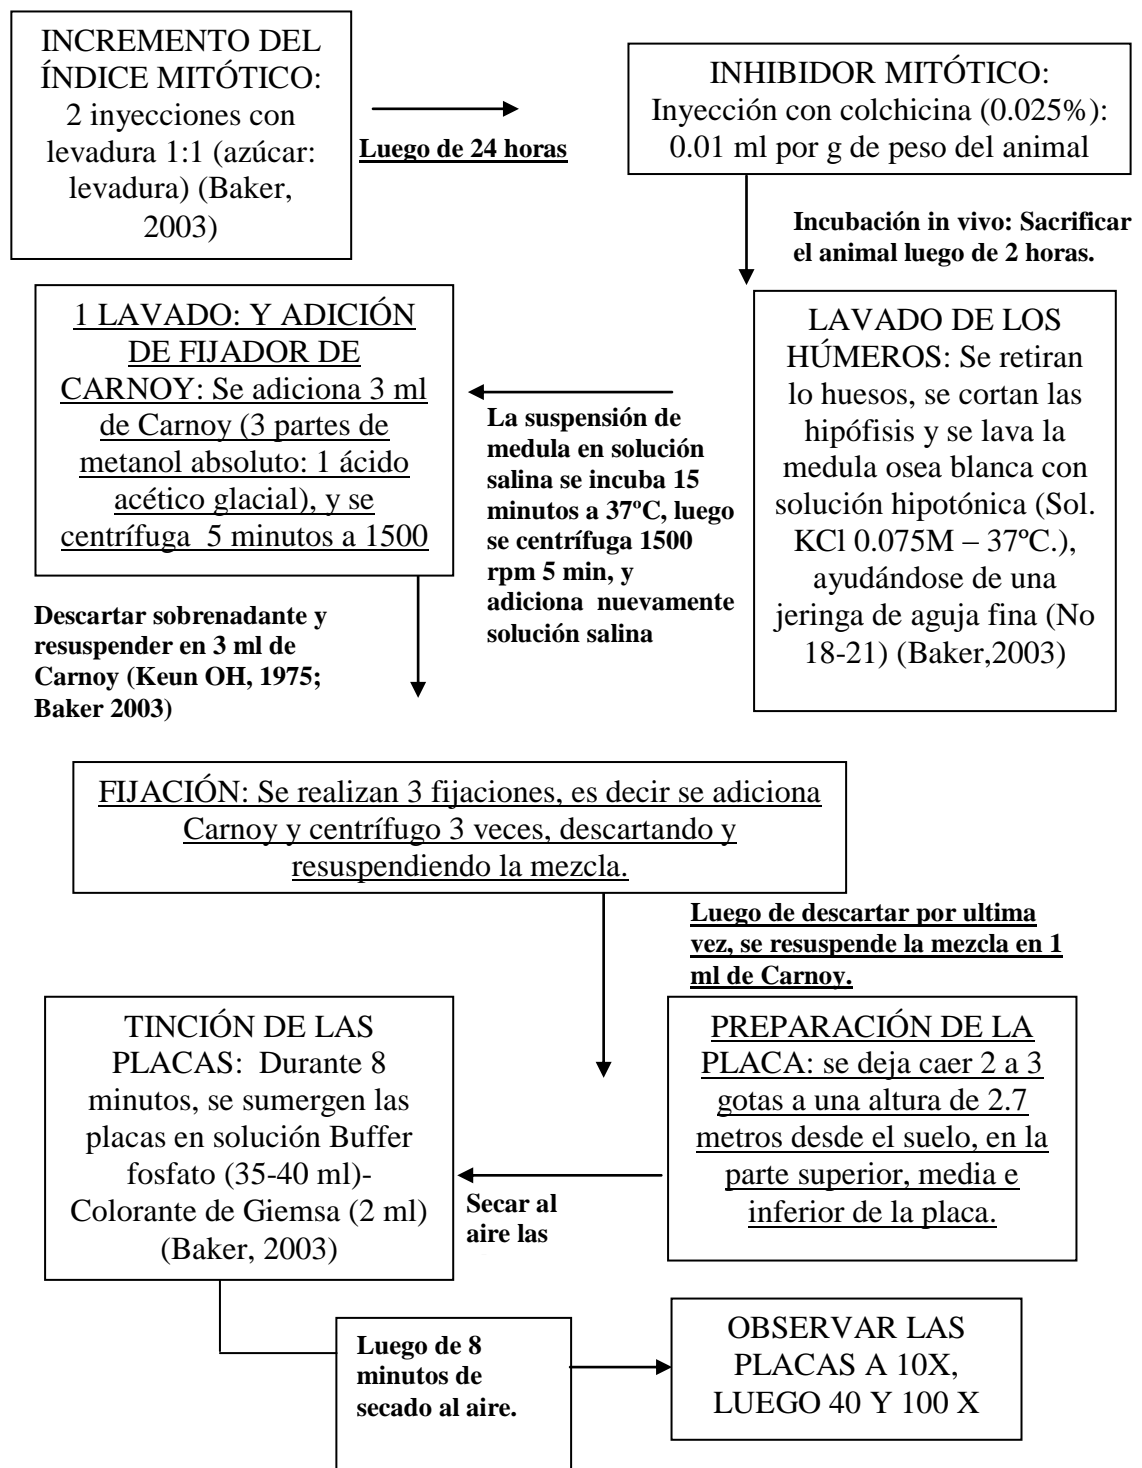 INCREMENTO DEL
ÍNDICE MITÓTICO:
2 inyecciones con
levadura 1:1 (azúcar:
levadura) (Baker,
2003)
Luego de 24 horas
INHIBIDOR MITÓTICO:
Inyección con colchicina (0.025%):
0.01 ml por g de peso del animal
Incubación in vivo: Sacrificar
el animal luego de 2 horas.
LAVADO DE LOS
HÚMEROS: Se retiran
lo huesos, se cortan las
hipófisis y se lava la
medula osea blanca con
solución hipotónica (Sol.
KCl 0.075M – 37ºC.),
ayudándose de una
jeringa de aguja fina (No
18-21) (Baker,2003)
La suspensión de
medula en solución
salina se incuba 15
minutos a 37ºC, luego
se centrífuga 1500
rpm 5 min, y
adiciona nuevamente
solución salina
1 LAVADO: Y ADICIÓN
DE FIJADOR DE
CARNOY: Se adiciona 3 ml
de Carnoy (3 partes de
metanol absoluto: 1 ácido
acético glacial), y se
centrífuga 5 minutos a 1500
Descartar sobrenadante y
resuspender en 3 ml de
Carnoy (Keun OH, 1975;
Baker 2003)
FIJACIÓN: Se realizan 3 fijaciones, es decir se adiciona
Carnoy y centrífugo 3 veces, descartando y
resuspendiendo la mezcla.
Luego de descartar por ultima
vez, se resuspende la mezcla en 1
ml de Carnoy.
PREPARACIÓN DE LA
PLACA: se deja caer 2 a 3
gotas a una altura de 2.7
metros desde el suelo, en la
parte superior, media e
inferior de la placa.
Secar al
aire las
TINCIÓN DE LAS
PLACAS: Durante 8
minutos, se sumergen las
placas en solución Buffer
fosfato (35-40 ml)-
Colorante de Giemsa (2 ml)
(Baker, 2003)
Luego de 8
minutos de
secado al aire.
OBSERVAR LAS
PLACAS A 10X,
LUEGO 40 Y 100 X